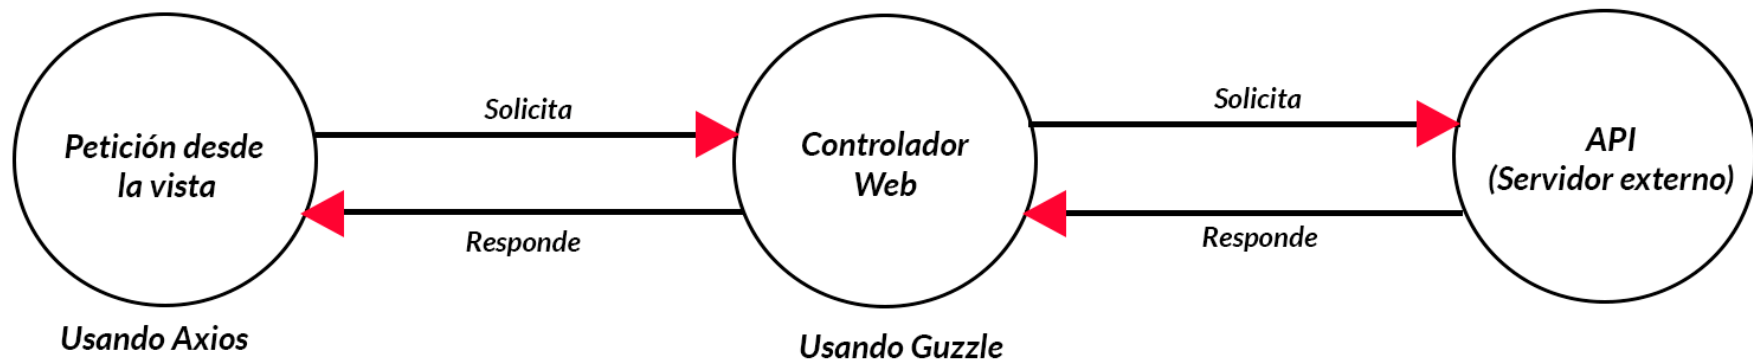 Petición desde
la vista
Usando Axios
Solicita
Responde
Controlador
Web
Usando Guzzle
Solicita
Responde
API
(Servidor externo)